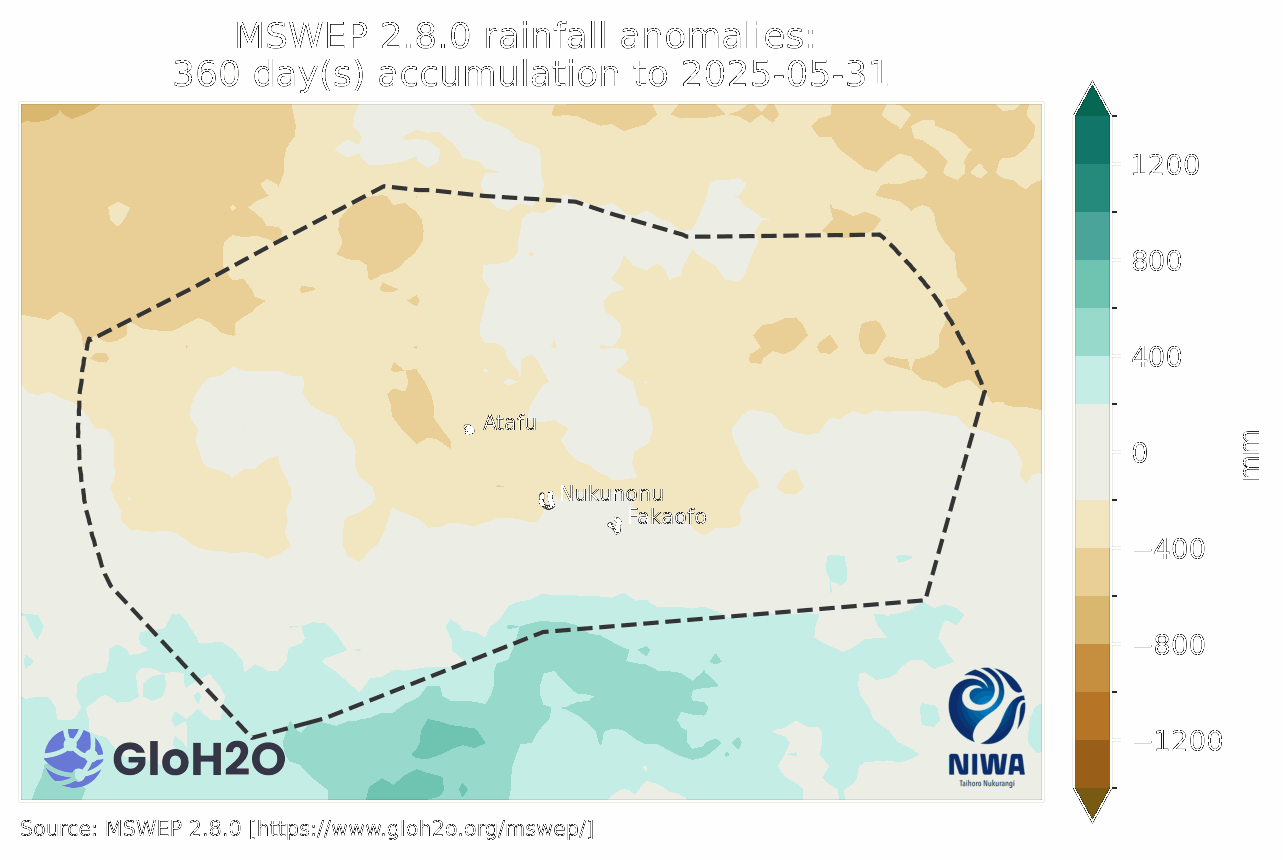 MSWEP 2.8.0 rainfall anomalies:
360 day(s) accumulation to 2025-05-31
1200
800
400
0
−400
−800
−1200
mm
Atafu
Nukunonu
Fakaofo
GloH2O
NIWA
Taihoro Nukurangi
Source: MSWEP 2.8.0 [https://www.gloh2o.org/mswep/]